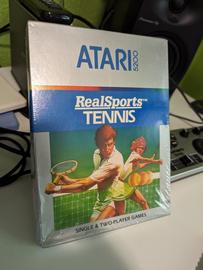 ATARI 5200
RealSports™
TENNIS
SINGLE & TWO-PLAYER GAMES